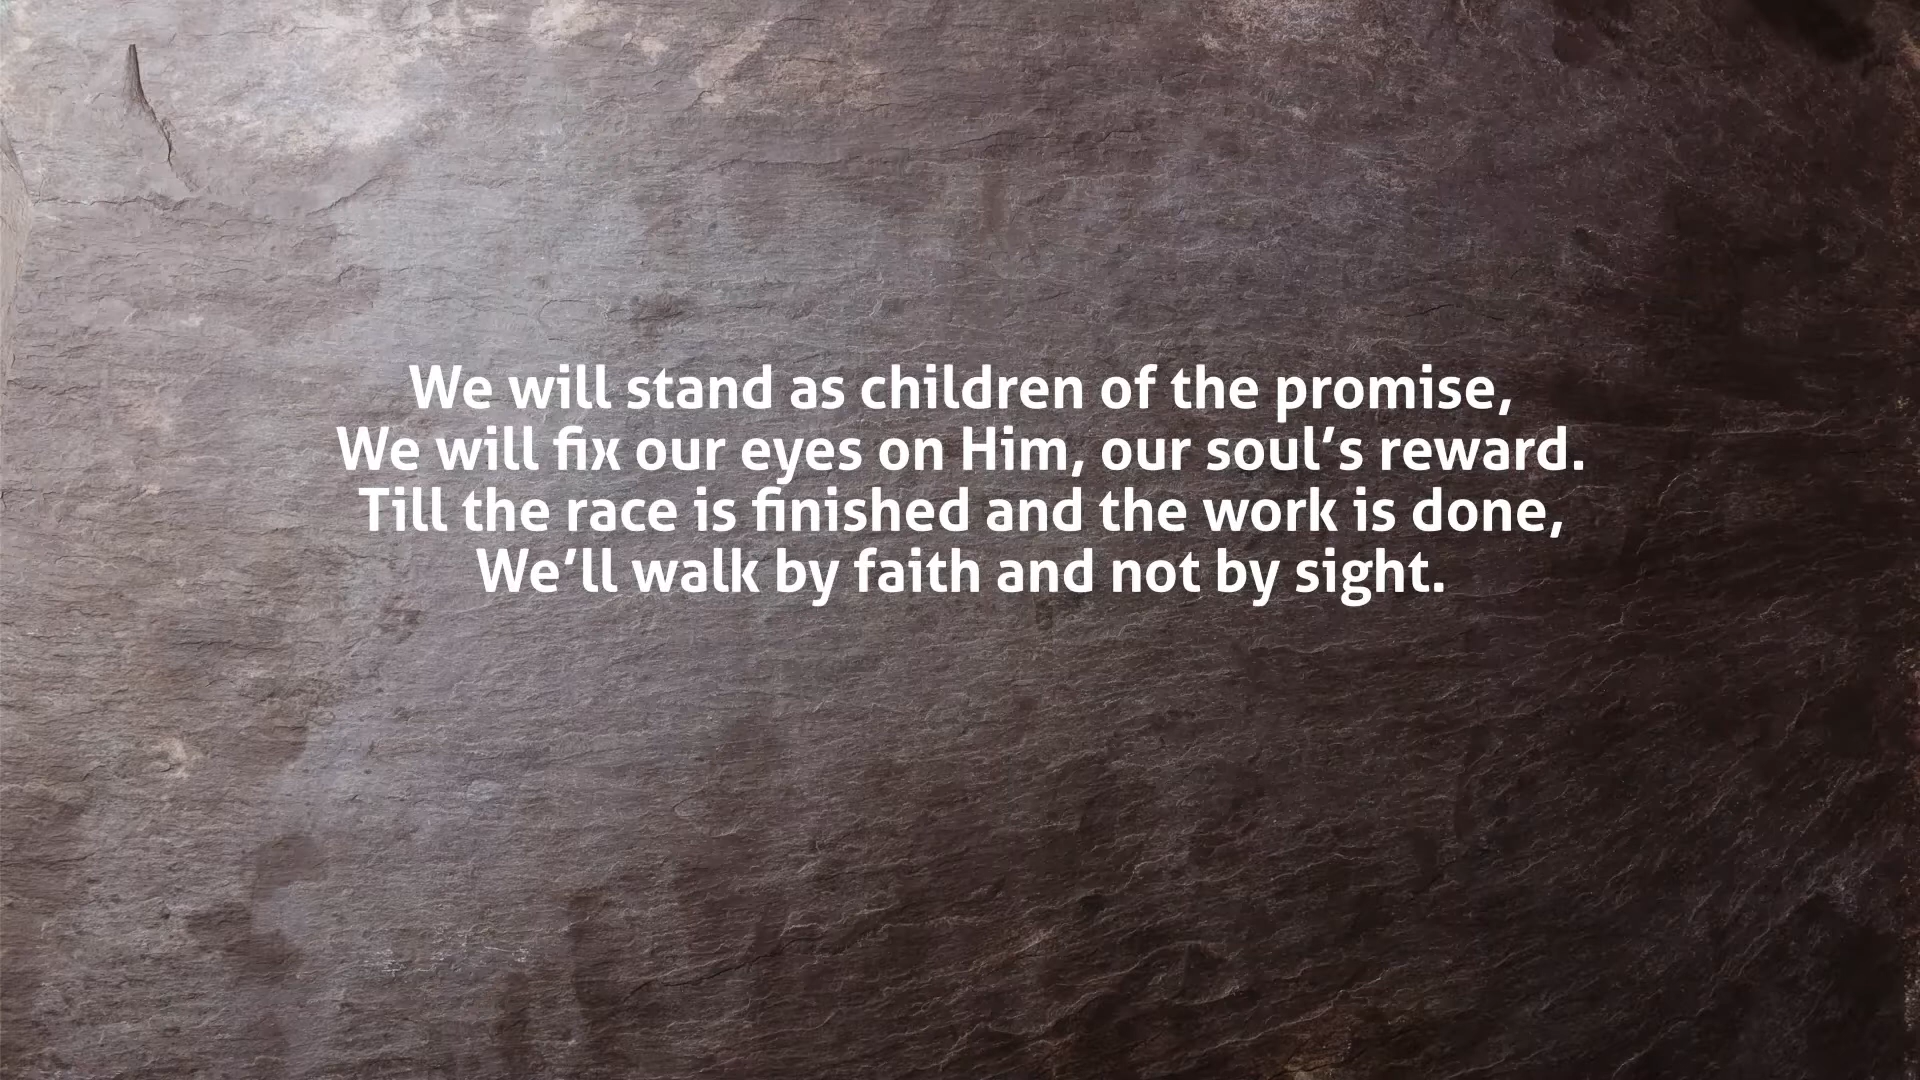 We will stand as children of the promise,
We will fix our eyes on Him, our soul’s reward.
Till the race is finished and the work is done,
We’ll walk by faith and not by sight.